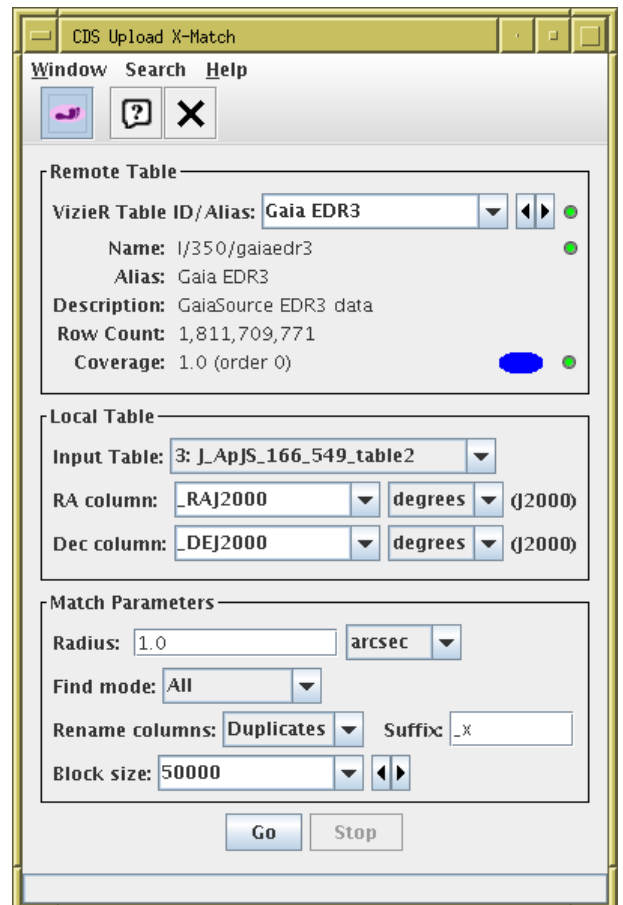 CDS Upload X-Match
Window Search Help
Remote Table
VizieR Table ID/Alias: Gaia EDR3
Name: I/350/gaiaedr3
Alias: Gaia EDR3
Description: GaiaSource EDR3 data
Row Count: 1,811,709,771
Coverage: 1.0 (order 0)
Local Table
Input Table: 3: J_ApJS_166_549_table2
RA column: _RAJ2000 degrees (J2000)
Dec column: _DEJ2000 degrees (J2000)
Match Parameters
Radius: 1.0 arcsec
Find mode: All
Rename columns: Duplicates Suffix: _x
Block size: 50000
Go Stop